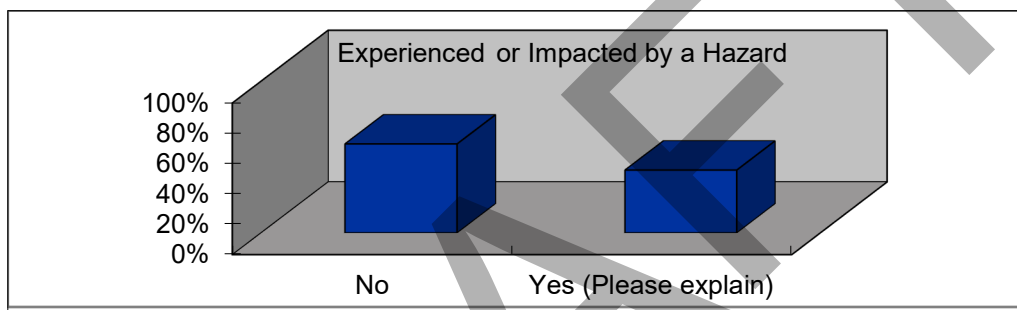 Experienced or Impacted by a Hazard
100%
80%
60%
40%
20%
0%
No
Yes (Please explain)